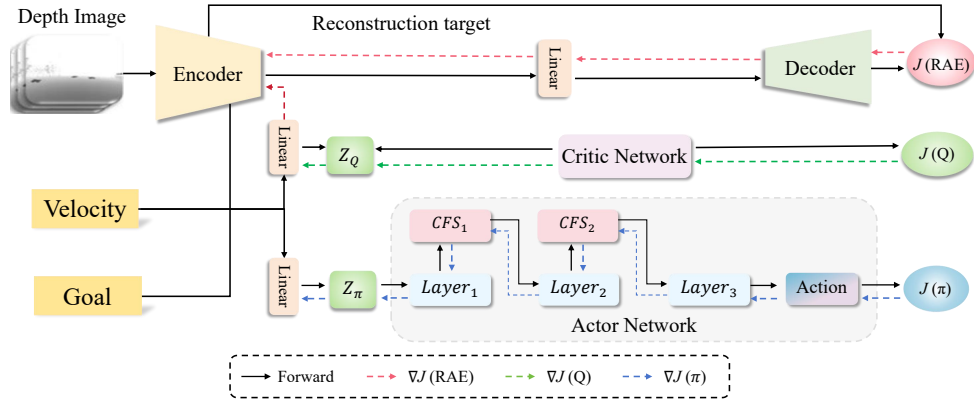 Depth Image
Reconstruction target
Encoder
Linear
Decoder
J (RAE)
Linear
Z_Q
Critic Network
J (Q)
Velocity
CFS_1
CFS_2
Goal
Linear
Z_π
Layer_1
Layer_2
Layer_3
Action
J (π)
Actor Network
Forward
∇J (RAE)
∇J (Q)
∇J (π)